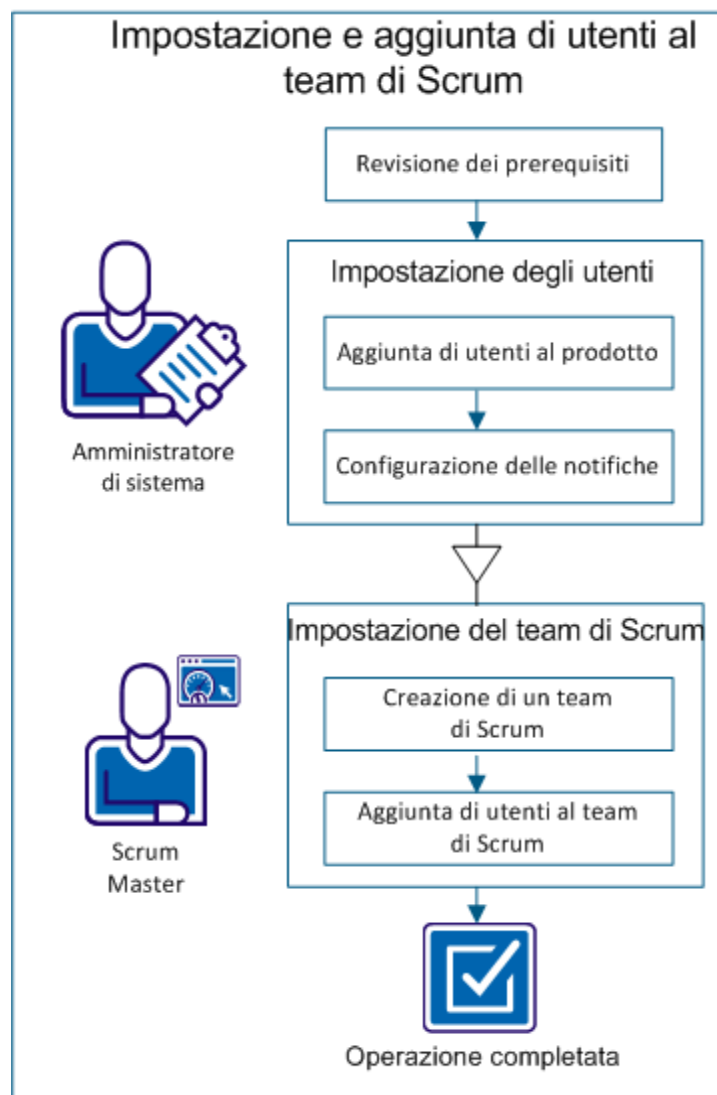 Impostazione e aggiunta di utenti al
team di Scrum
Revisione dei prerequisiti
Impostazione degli utenti
Aggiunta di utenti al prodotto
Configurazione delle notifiche
Amministratore
di sistema
Impostazione del team di Scrum
Creazione di un team
di Scrum
Aggiunta di utenti al team
di Scrum
Scrum
Master
Operazione completata